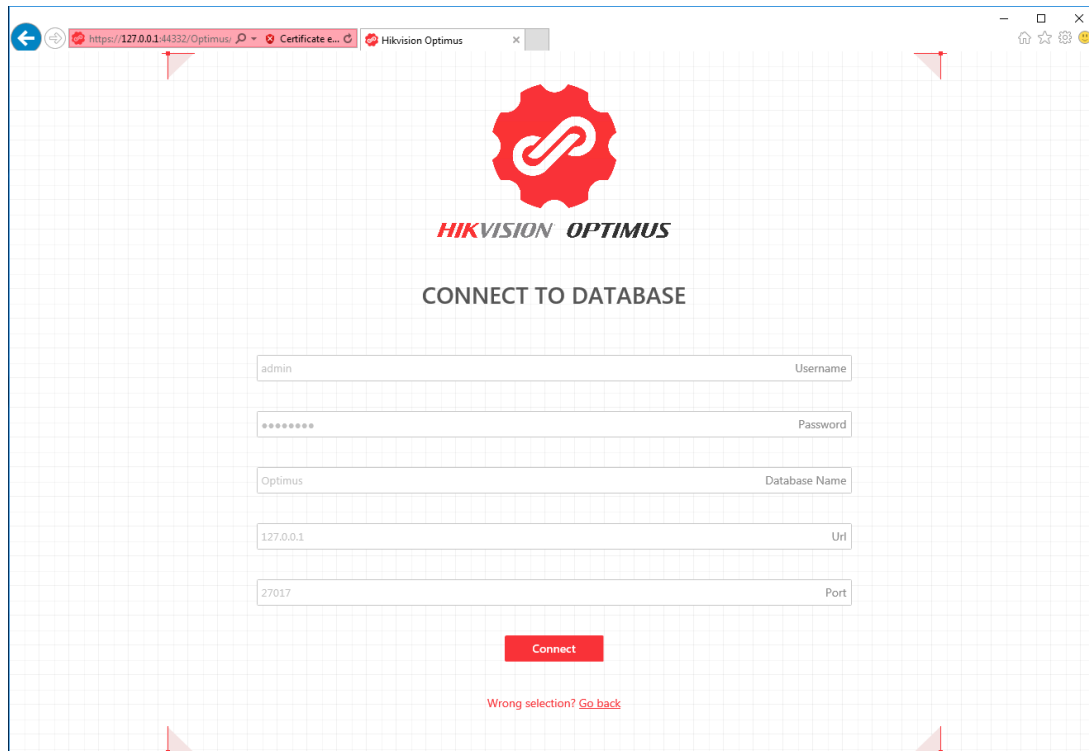 https://127.0.0.1:44332/Optimus/ Certificate e... Hikvision Optimus
HIKVISION OPTIMUS
CONNECT TO DATABASE
admin Username
●●●●●●●● Password
Optimus Database Name
127.0.0.1 Url
27017 Port
Connect
Wrong selection? Go back